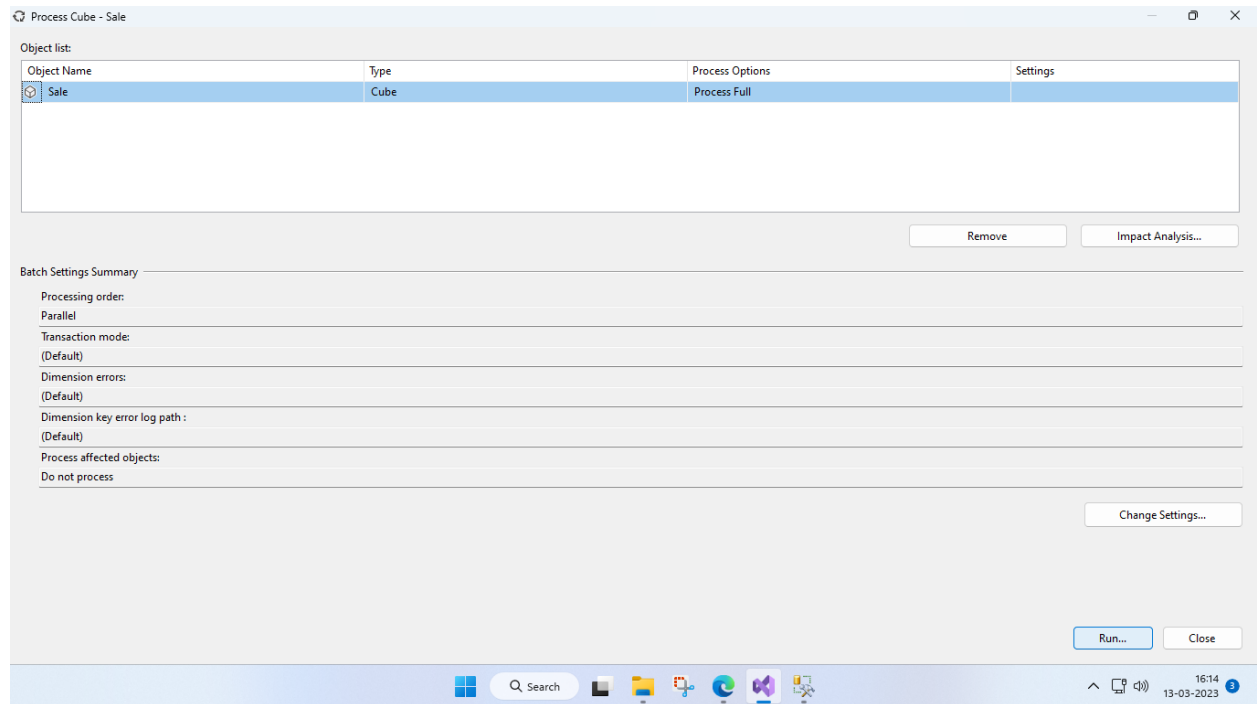 Process Cube - Sale
Object list:
Object Name Type Process Options Settings
Sale Cube Process Full
Remove Impact Analysis...
Batch Settings Summary
Processing order:
Parallel
Transaction mode:
(Default)
Dimension errors:
(Default)
Dimension key error log path :
(Default)
Process affected objects:
Do not process
Change Settings...
Run... Close
Search
16:14
13-03-2023
3